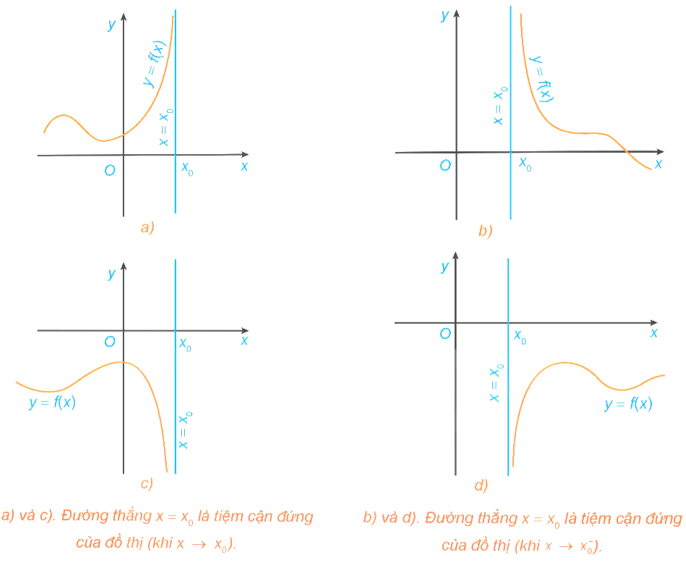 y
y = f(x)
x = x₀
O
x₀
x
a)
y
y = f(x)
x = x₀
O
x₀
x
b)
y
O
x₀
x
y = f(x)
x = x₀
c)
y
O
x₀
x
x = x₀
y = f(x)
d)
a) và c). Đường thẳng x = x₀ là tiệm cận đứng
của đồ thị (khi x → x₀).
b) và d). Đường thẳng x = x₀ là tiệm cận đứng
của đồ thị (khi x → x₀⁻).